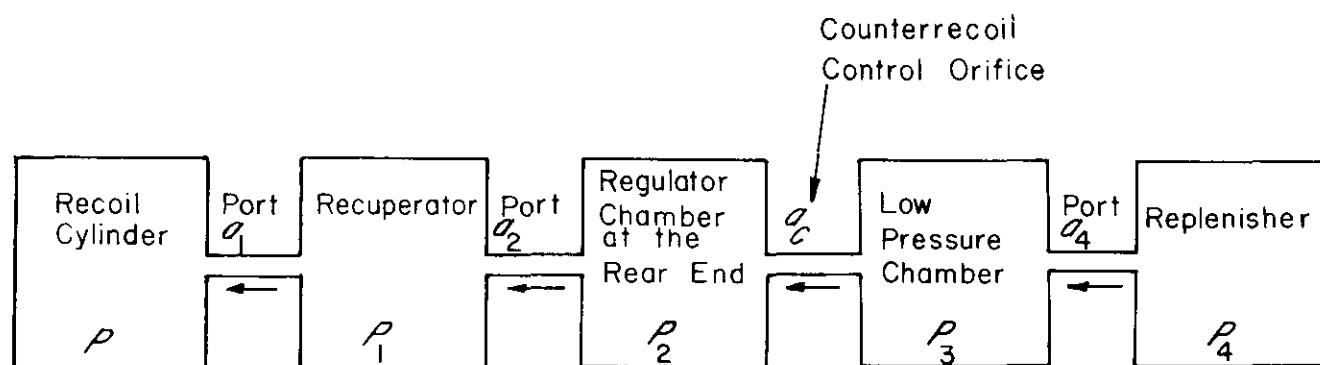 Counterrecoil
Control Orifice
Recoil
Cylinder
Port
a1
Recuperator
Port
a2
Regulator
Chamber
at the
Rear End
ac
Low
Pressure
Chamber
Port
a4
Replenisher
P
P1
P2
P3
P4